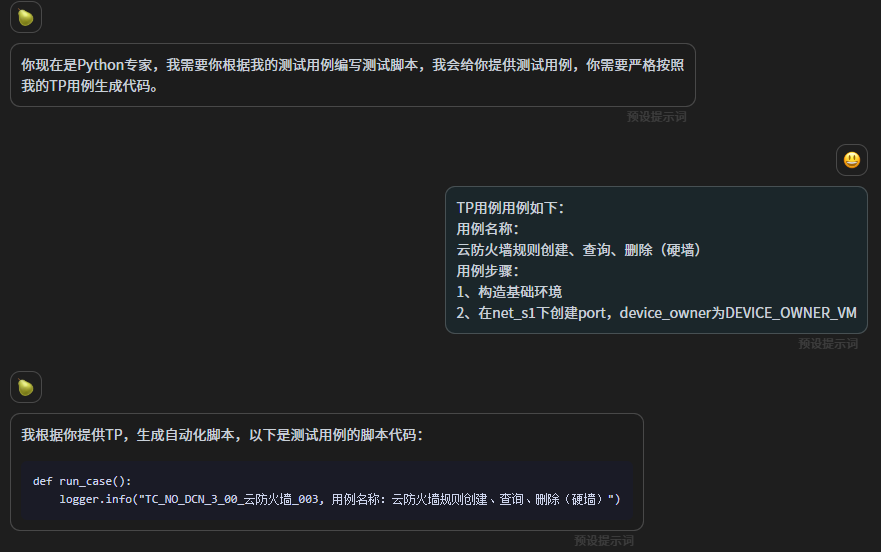 你现在是Python专家，我需要你根据我的测试用例编写测试脚本，我会给你提供测试用例，你需要严格按照
我的TP用例生成代码。
预设提示词
TP用例用例如下：
用例名称：
云防火墙规则创建、查询、删除（硬墙）
用例步骤：
1、构造基础环境
2、在net_s1下创建port，device_owner为DEVICE_OWNER_VM
预设提示词
我根据你提供TP，生成自动化脚本，以下是测试用例的脚本代码：
def run_case():
    logger.info("TC_NO_DCN_3_00_云防火墙_003, 用例名称: 云防火墙规则创建、查询、删除（硬墙）")
预设提示词